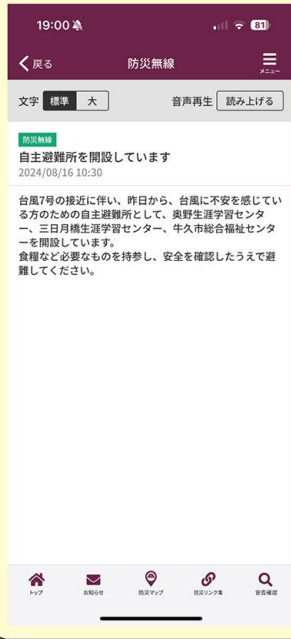 19:00
81
戻る
防災無線
メニュー
文字 標準 大 音声再生 読み上げる
防災無線
自主避難所を開設しています
2024/08/16 10:30
台風7号の接近に伴い、昨日から、台風に不安を感じてい
る方のための自主避難所として、奥野生涯学習センタ
ー、三日月橋生涯学習センター、牛久市総合福祉センタ
ーを開設しています。
食糧など必要なものを持参し、安全を確認したうえで避
難してください。
トップ お知らせ 防災マップ 防災リンク集 安否確認